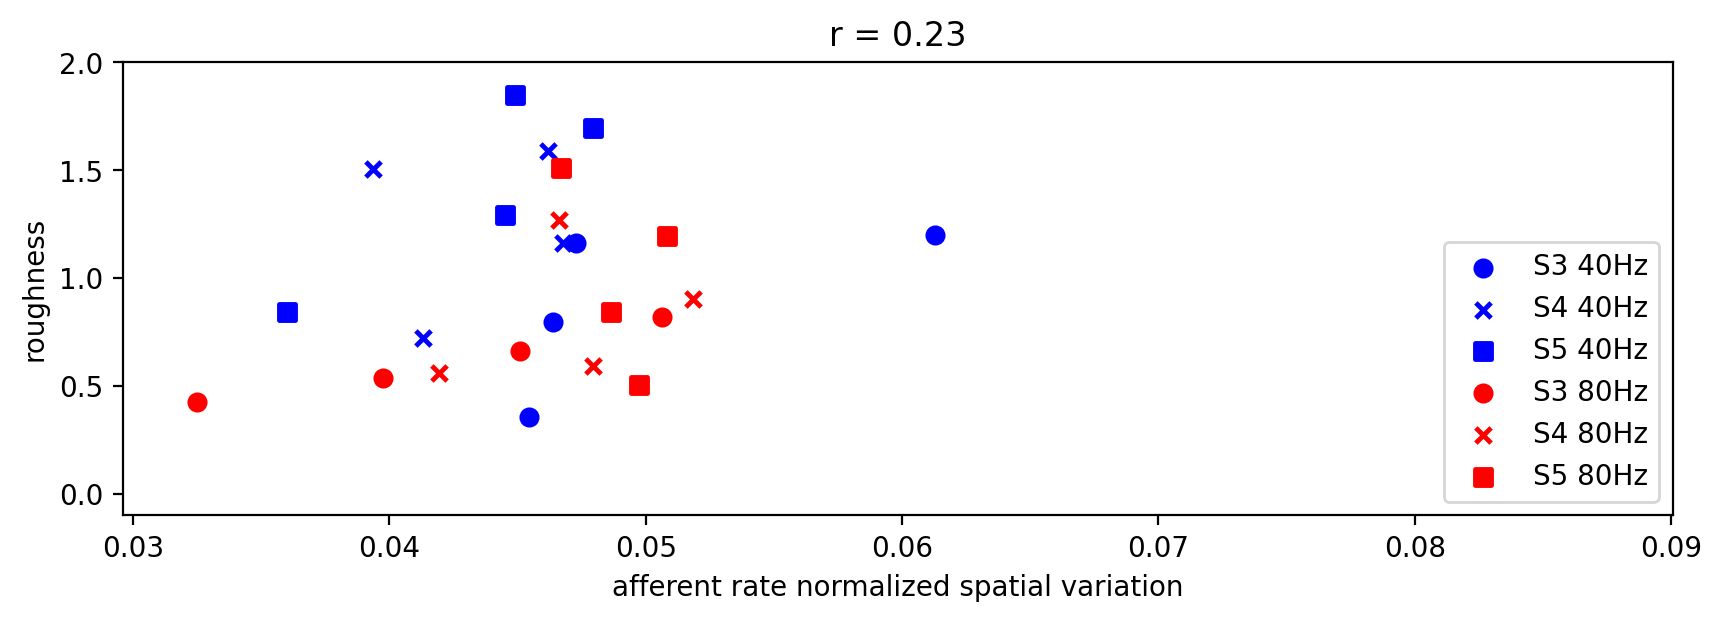 r = 0.23
2.0
1.5
1.0
0.5
0.0
roughness
S3 40Hz
S4 40Hz
S5 40Hz
S3 80Hz
S4 80Hz
S5 80Hz
0.03 0.04 0.05 0.06 0.07 0.08 0.09
afferent rate normalized spatial variation